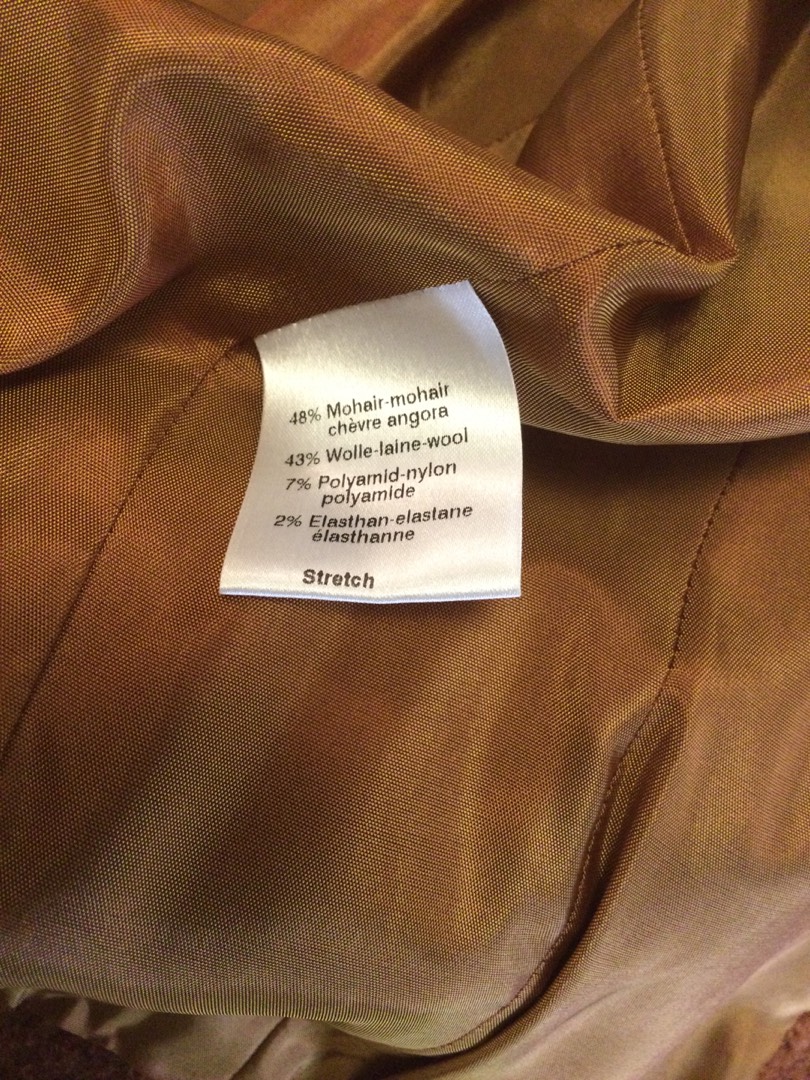 48% Mohair-mohair
chèvre angora
43% Wolle-laine-wool
7% Polyamid-nylon
polyamide
2% Elasthan-elastane
élasthanne
Stretch